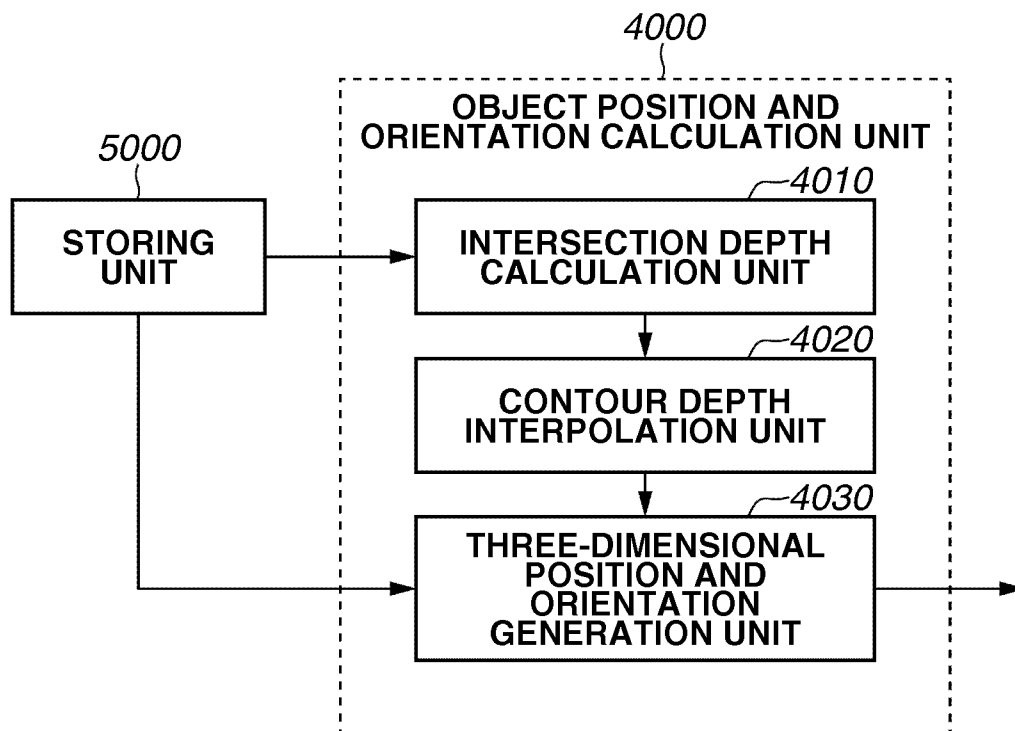 4000
OBJECT POSITION AND
ORIENTATION CALCULATION UNIT
5000
STORING
UNIT
4010
INTERSECTION DEPTH
CALCULATION UNIT
4020
CONTOUR DEPTH
INTERPOLATION UNIT
4030
THREE-DIMENSIONAL
POSITION AND
ORIENTATION
GENERATION UNIT